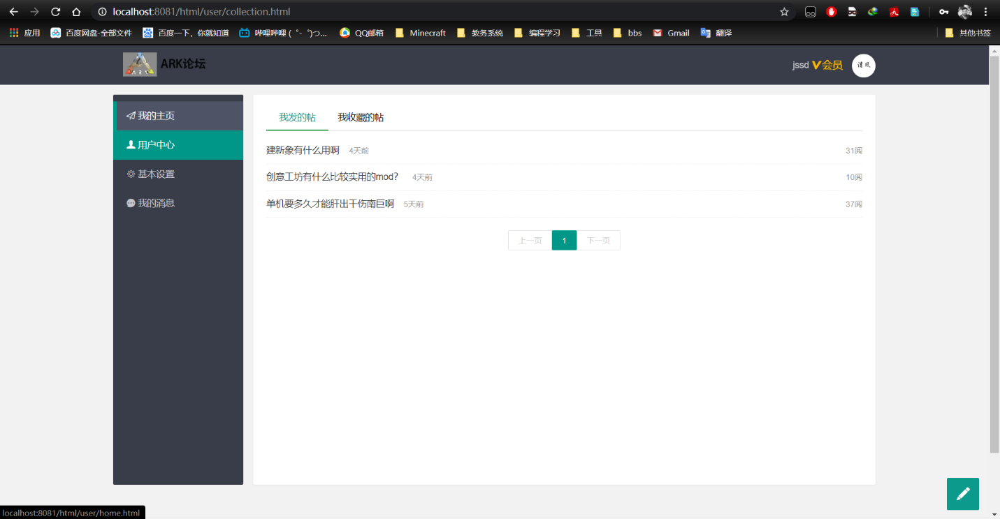 localhost:8081/html/user/collection.html
应用 百度网盘-全部文件 百度一下，你就知道 哔哩哔哩 (゜-゜)つ... QQ邮箱 Minecraft 教务系统 编程学习 工具 bbs Gmail 翻译 其他书签
ARK ARK论坛 jssd V会员 清风
我的主页
用户中心
基本设置
我的消息
我发的帖 我收藏的帖
建新象有什么用啊 4天前 31阅
创意工坊有什么比较实用的mod？ 4天前 10阅
单机要多久才能肝出千伤南巨啊 5天前 37阅
上一页 1 下一页
localhost:8081/html/user/home.html